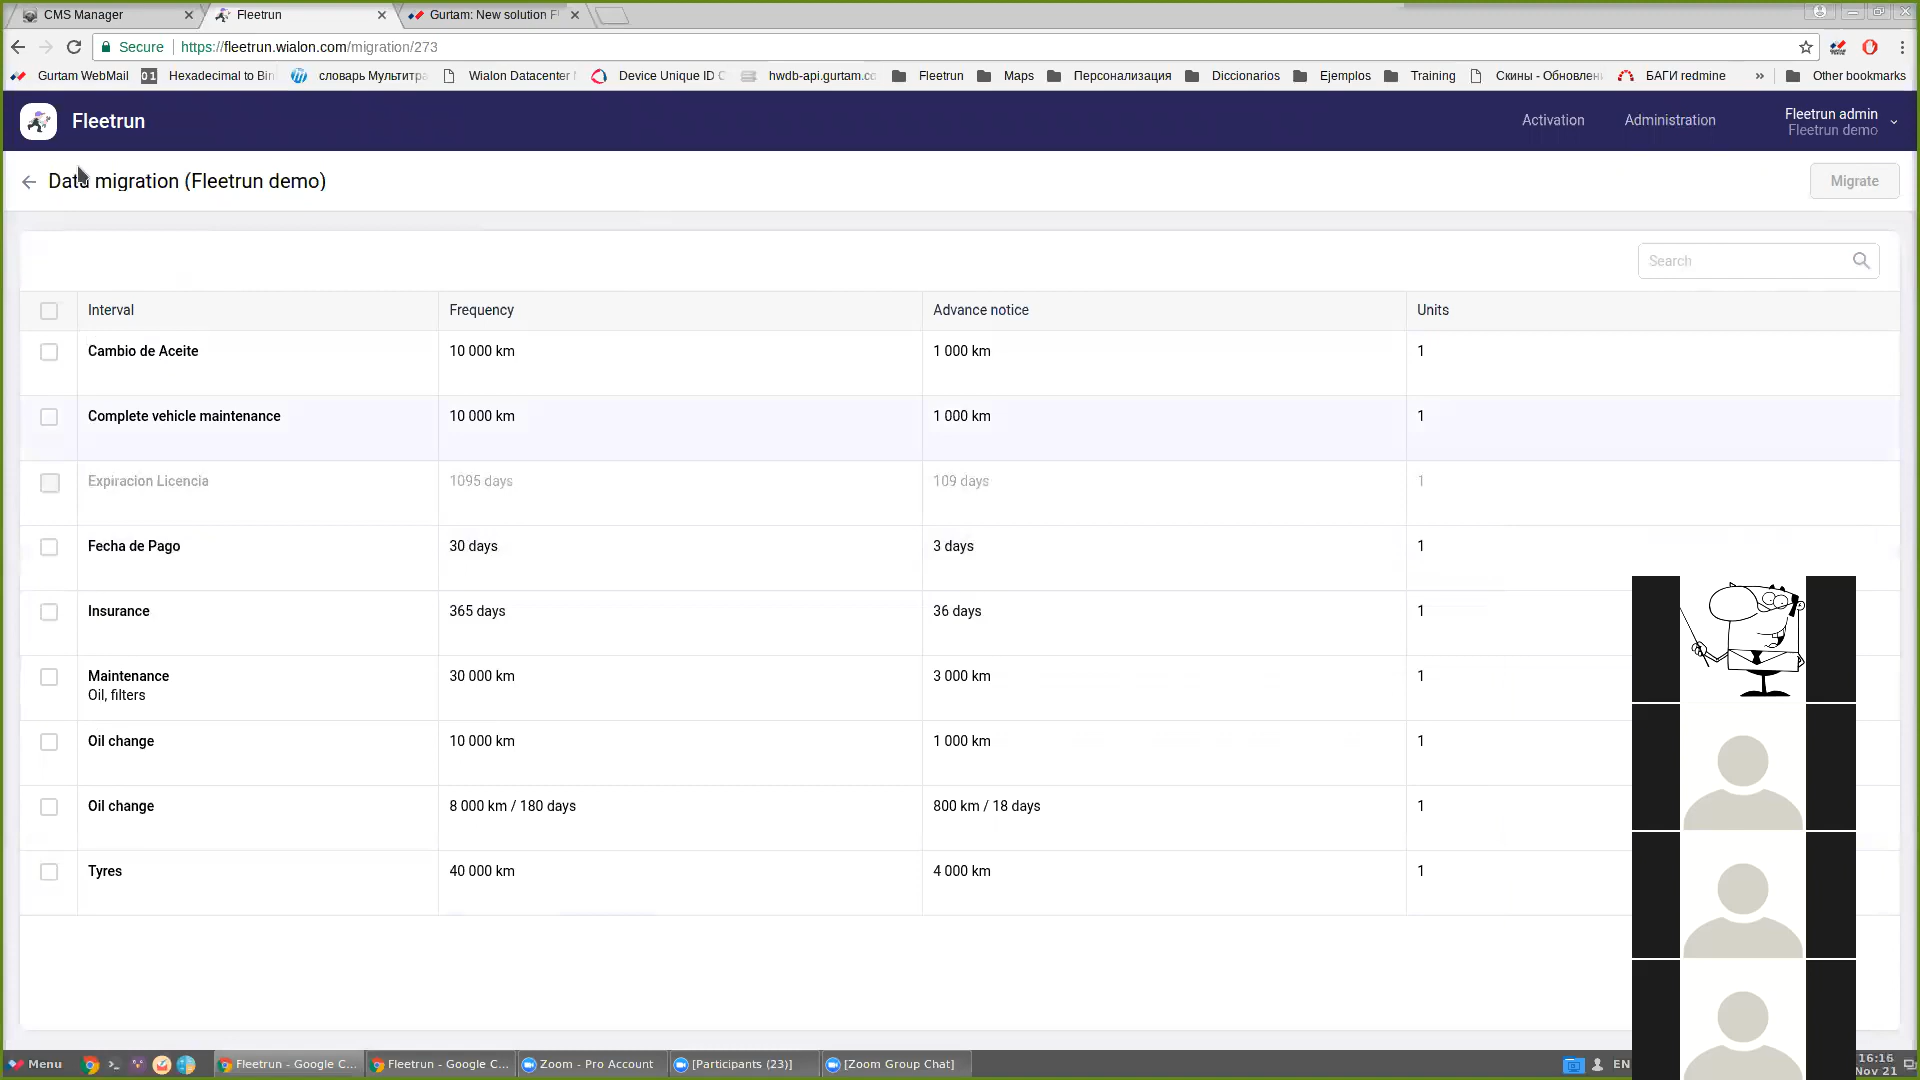 CMS Manager
Fleetrun
Gurtam: New solution F
Secure
https://fleetrun.wialon.com/migration/273
Gurtam WebMail
01
Hexadecimal to Bin
словарь Мультитра
Wialon Datacenter
Device Unique ID C
hwdb-api.gurtam.co
Fleetrun
Maps
Персонализация
Diccionarios
Ejemplos
Training
Скины - Обновлен
БАГИ redmine
»
Other bookmarks
Fleetrun
Activation
Administration
Fleetrun admin
Fleetrun demo
Data migration (Fleetrun demo)
Migrate
Search
Interval Frequency Advance notice Units
Cambio de Aceite 10 000 km 1 000 km 1
Complete vehicle maintenance 10 000 km 1 000 km 1
Expiracion Licencia 1095 days 109 days 1
Fecha de Pago 30 days 3 days 1
Insurance 365 days 36 days 1
Maintenance 30 000 km 3 000 km 1
Oil, filters
Oil change 10 000 km 1 000 km 1
Oil change 8 000 km / 180 days 800 km / 18 days 1
Tyres 40 000 km 4 000 km 1
Menu
Fleetrun - Google C...
Fleetrun - Google C...
Zoom - Pro Account
[Participants (23)]
[Zoom Group Chat]
EN
16:16
Nov 21